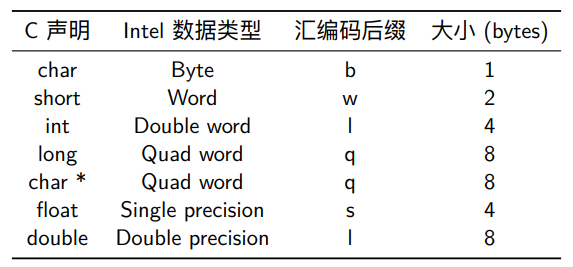 C 声明 Intel 数据类型 汇编码后缀 大小 (bytes)
char Byte b 1
short Word w 2
int Double word l 4
long Quad word q 8
char * Quad word q 8
float Single precision s 4
double Double precision l 8